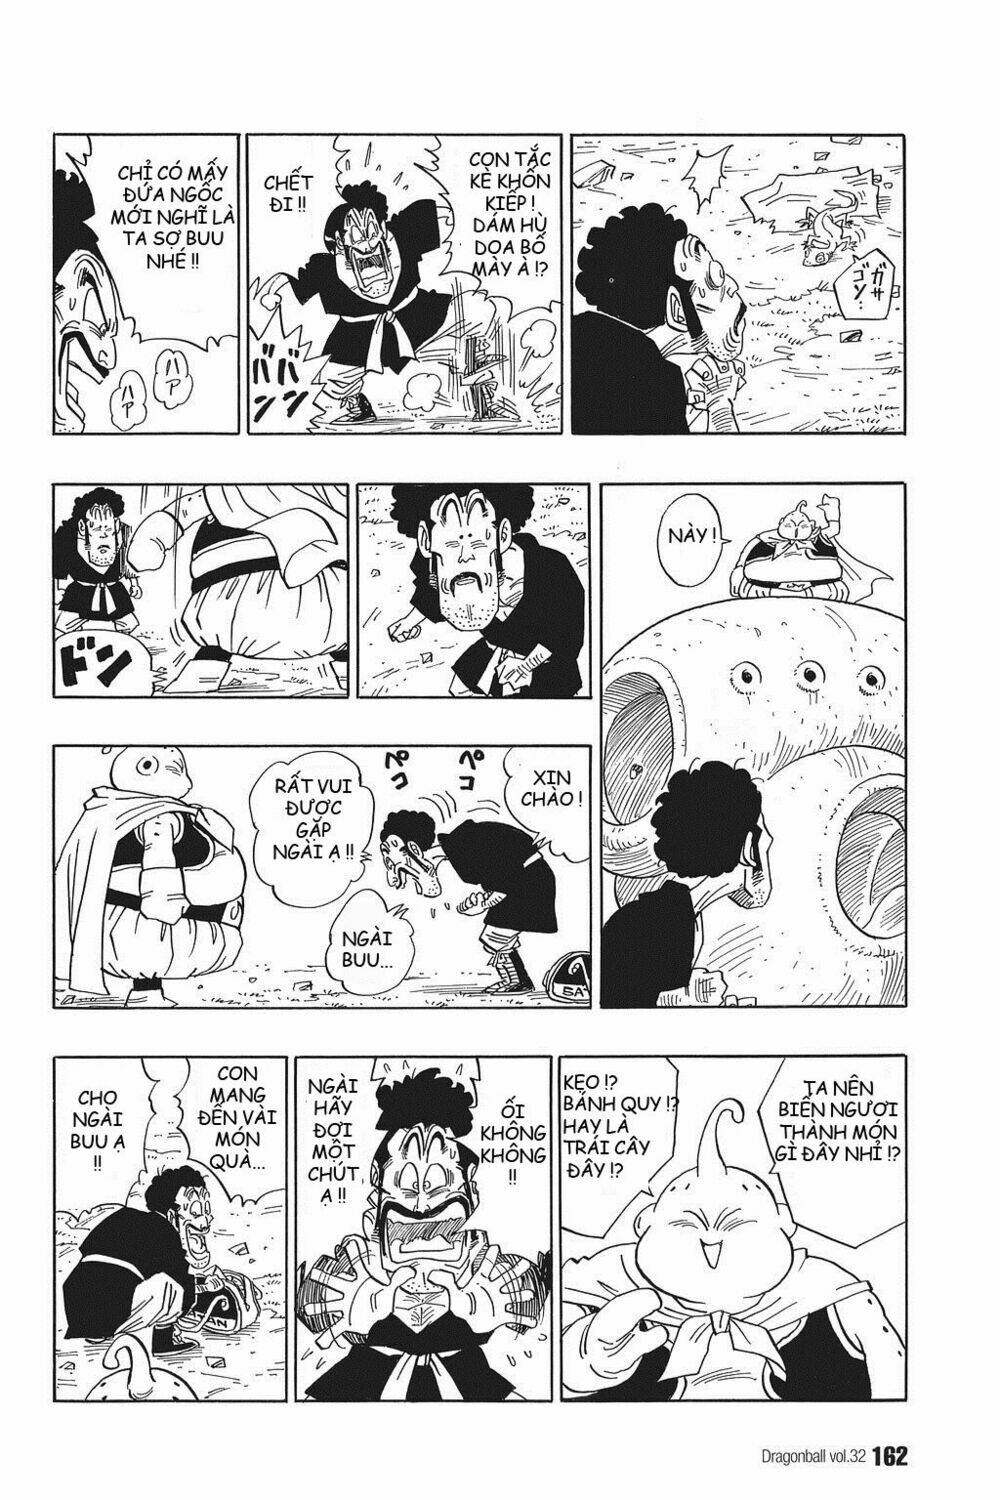 ガサ
ゴソ
CON TẮC
KÈ KHỐN
KIẾP!
DÁM HÙ
DỌA BỐ
MÀY À !?
CHẾT
ĐI !!
ババ
ンン
CHỈ CÓ MẤY
ĐỨA NGỐC
MỚI NGHĨ LÀ
TA SỢ BUU
NHÉ !!
ハァ
ハァ
NÀY !
ドン
XIN
CHÀO !
ペコ
ペコ
RẤT VUI
ĐƯỢC
GẶP
NGÀI Ạ !!
NGÀI
BUU...
SAT
TA NÊN
BIẾN NGƯƠI
THÀNH MÓN
GÌ ĐÂY NHỈ !?
KẸO !?
BÁNH QUY !?
HAY LÀ
TRÁI CÂY
ĐÂY !?
ỐI
KHÔNG
KHÔNG
!!
NGÀI
HÃY
ĐỢI
MỘT
CHÚT
Ạ !!
CON
MANG
ĐẾN VÀI
MÓN
QUÀ...
CHO
NGÀI
BUU Ạ
!!
TAN
Dragonball vol.32 162